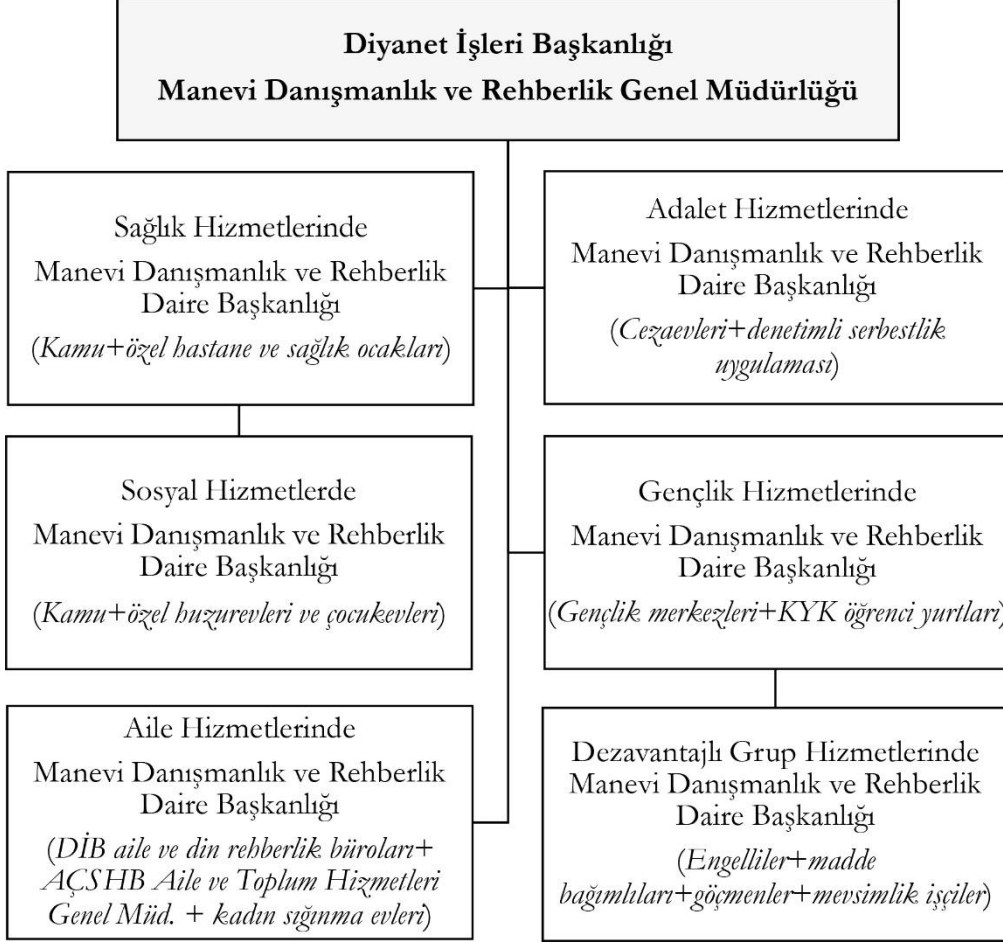 Diyanet İşleri Başkanlığı
Manevi Danışmanlık ve Rehberlik Genel Müdürlüğü
Sağlık Hizmetlerinde
Manevi Danışmanlık ve Rehberlik
Daire Başkanlığı
(Kamu+özel hastane ve sağlık ocakları)
Adalet Hizmetlerinde
Manevi Danışmanlık ve Rehberlik
Daire Başkanlığı
(Cezaevleri+denetimli serbestlik
uygulaması)
Sosyal Hizmetlerde
Manevi Danışmanlık ve Rehberlik
Daire Başkanlığı
(Kamu+özel huzurevleri ve çocukevleri)
Gençlik Hizmetlerinde
Manevi Danışmanlık ve Rehberlik
Daire Başkanlığı
(Gençlik merkezleri+KYK öğrenci yurtları)
Aile Hizmetlerinde
Manevi Danışmanlık ve Rehberlik
Daire Başkanlığı
(DİB aile ve din rehberlik büroları+
AÇSHB Aile ve Toplum Hizmetleri
Genel Müd. + kadın sığınma evleri)
Dezavantajlı Grup Hizmetlerinde
Manevi Danışmanlık ve Rehberlik
Daire Başkanlığı
(Engelliler+madde
bağımlıları+göçmenler+mevsimlik işçiler)